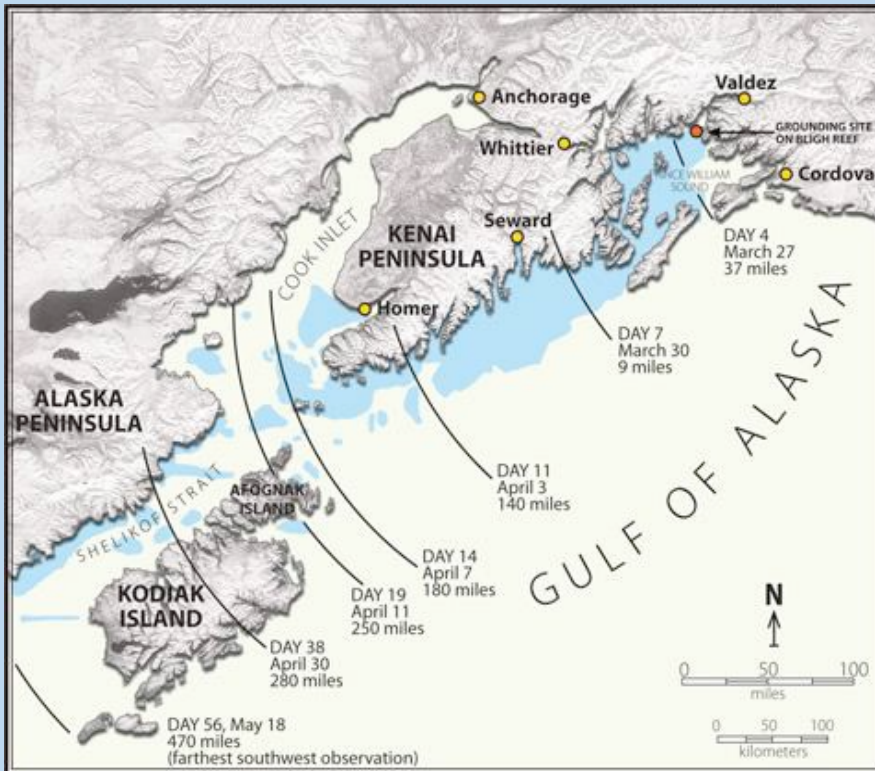 Valdez
Anchorage
GROUNDING SITE
ON BLIGH REEF
Whittier
NCE WILLIAM
SOUND
Cordova
Seward
DAY 4
March 27
37 miles
KENAI
PENINSULA
COOK INLET
Homer
DAY 7
March 30
9 miles
ALASKA
PENINSULA
DAY 11
April 3
140 miles
GULF OF ALASKA
SHELIKOF STRAIT
AFOGNAK
ISLAND
DAY 14
April 7
180 miles
KODIAK
ISLAND
DAY 19
April 11
250 miles
DAY 38
April 30
280 miles
DAY 56, May 18
470 miles
(farthest southwest observation)
N
0 50 100
miles
0 50 100
kilometers